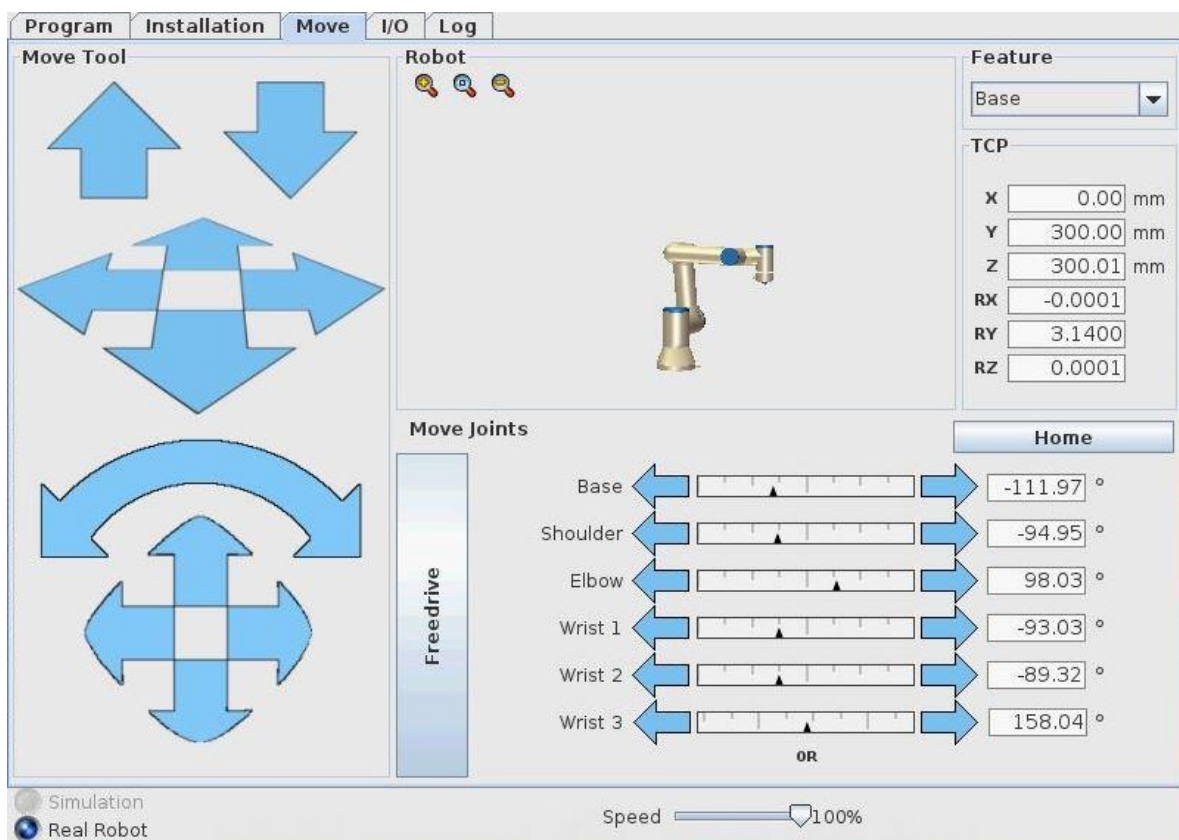 Program Installation Move I/O Log
Move Tool
Robot
Feature
Base
TCP
X 0.00 mm
Y 300.00 mm
Z 300.01 mm
RX -0.0001
RY 3.1400
RZ 0.0001
Move Joints
Home
Freedrive
Base -111.97 °
Shoulder -94.95 °
Elbow 98.03 °
Wrist 1 -93.03 °
Wrist 2 -89.32 °
Wrist 3 158.04 °
0R
Simulation
Real Robot
Speed 100%